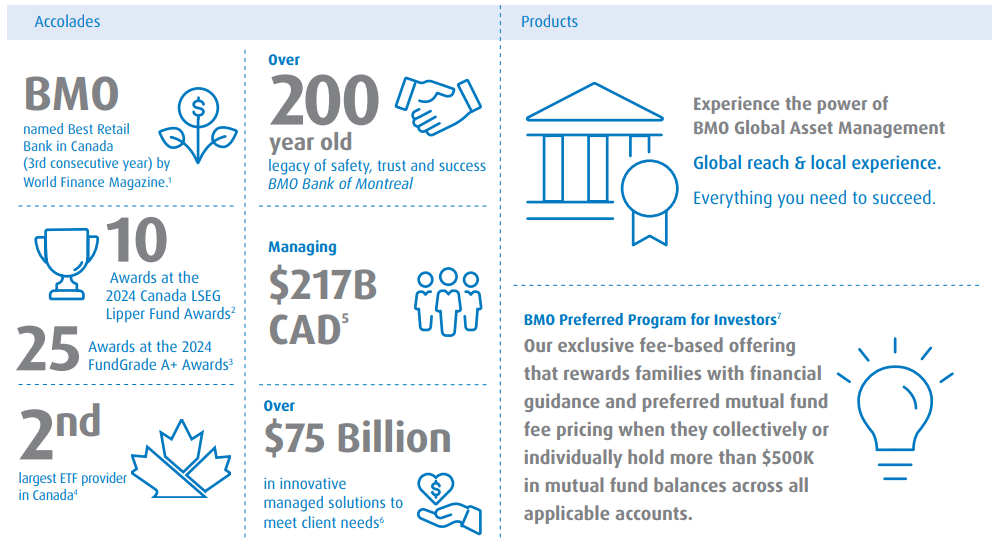 Accolades
BMO
named Best Retail
Bank in Canada
(3rd consecutive year) by
World Finance Magazine.¹
10
Awards at the
2024 Canada LSEG
Lipper Fund Awards²
25
Awards at the 2024
FundGrade A+ Awards³
2nd
largest ETF provider
in Canada⁴
Over
200
year old
legacy of safety, trust and success
BMO Bank of Montreal
Managing
$217B
CAD⁵
Over
$75 Billion
in innovative
managed solutions to
meet client needs⁶
$
$
Products
Experience the power of
BMO Global Asset Management
Global reach & local experience.
Everything you need to succeed.
BMO Preferred Program for Investors⁷
Our exclusive fee-based offering
that rewards families with financial
guidance and preferred mutual fund
fee pricing when they collectively or
individually hold more than $500K
in mutual fund balances across all
applicable accounts.